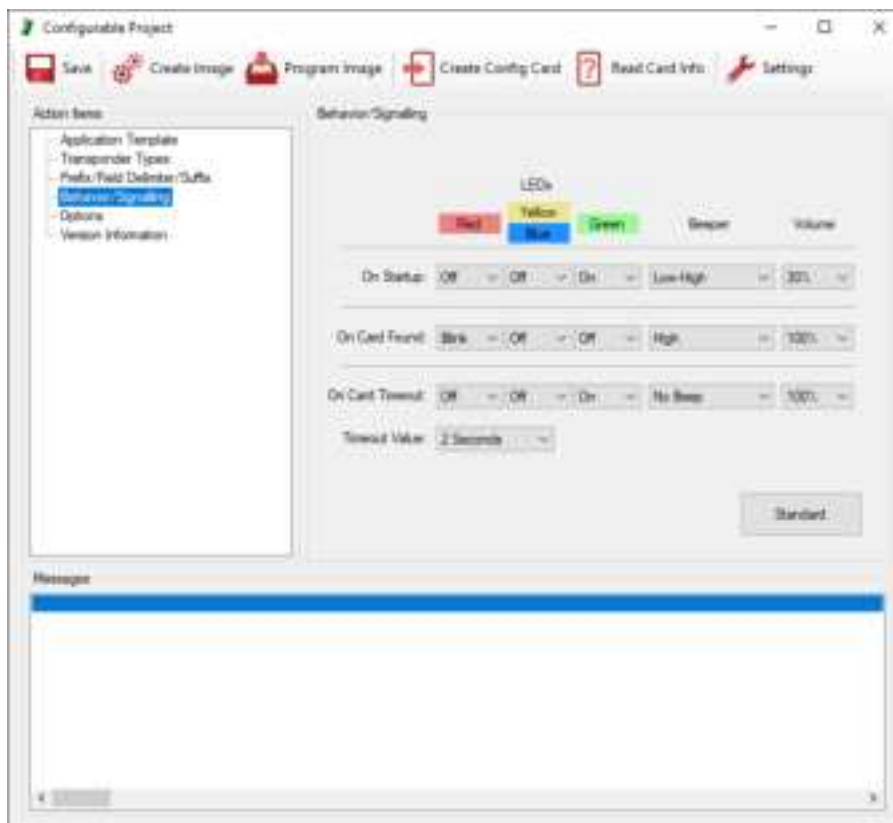 Configurable Project
Save Create Image Program Image Create Config Card Read Card Info Settings
Action Items
Application Template
Transponder Types
Prefix/Field Delimiter/Suffix
Behavior/Signalling
Options
Version Information
Behavior/Signalling
LEDs
Red Yellow Blue Green Beeper Volume
On Startup: Off Off On Low-High 30% 
On Card Found: Blink Off Off High 100%
On Card Timeout: Off Off On No Beep 100%
Timeout Value: 2 Seconds
Standard
Messages